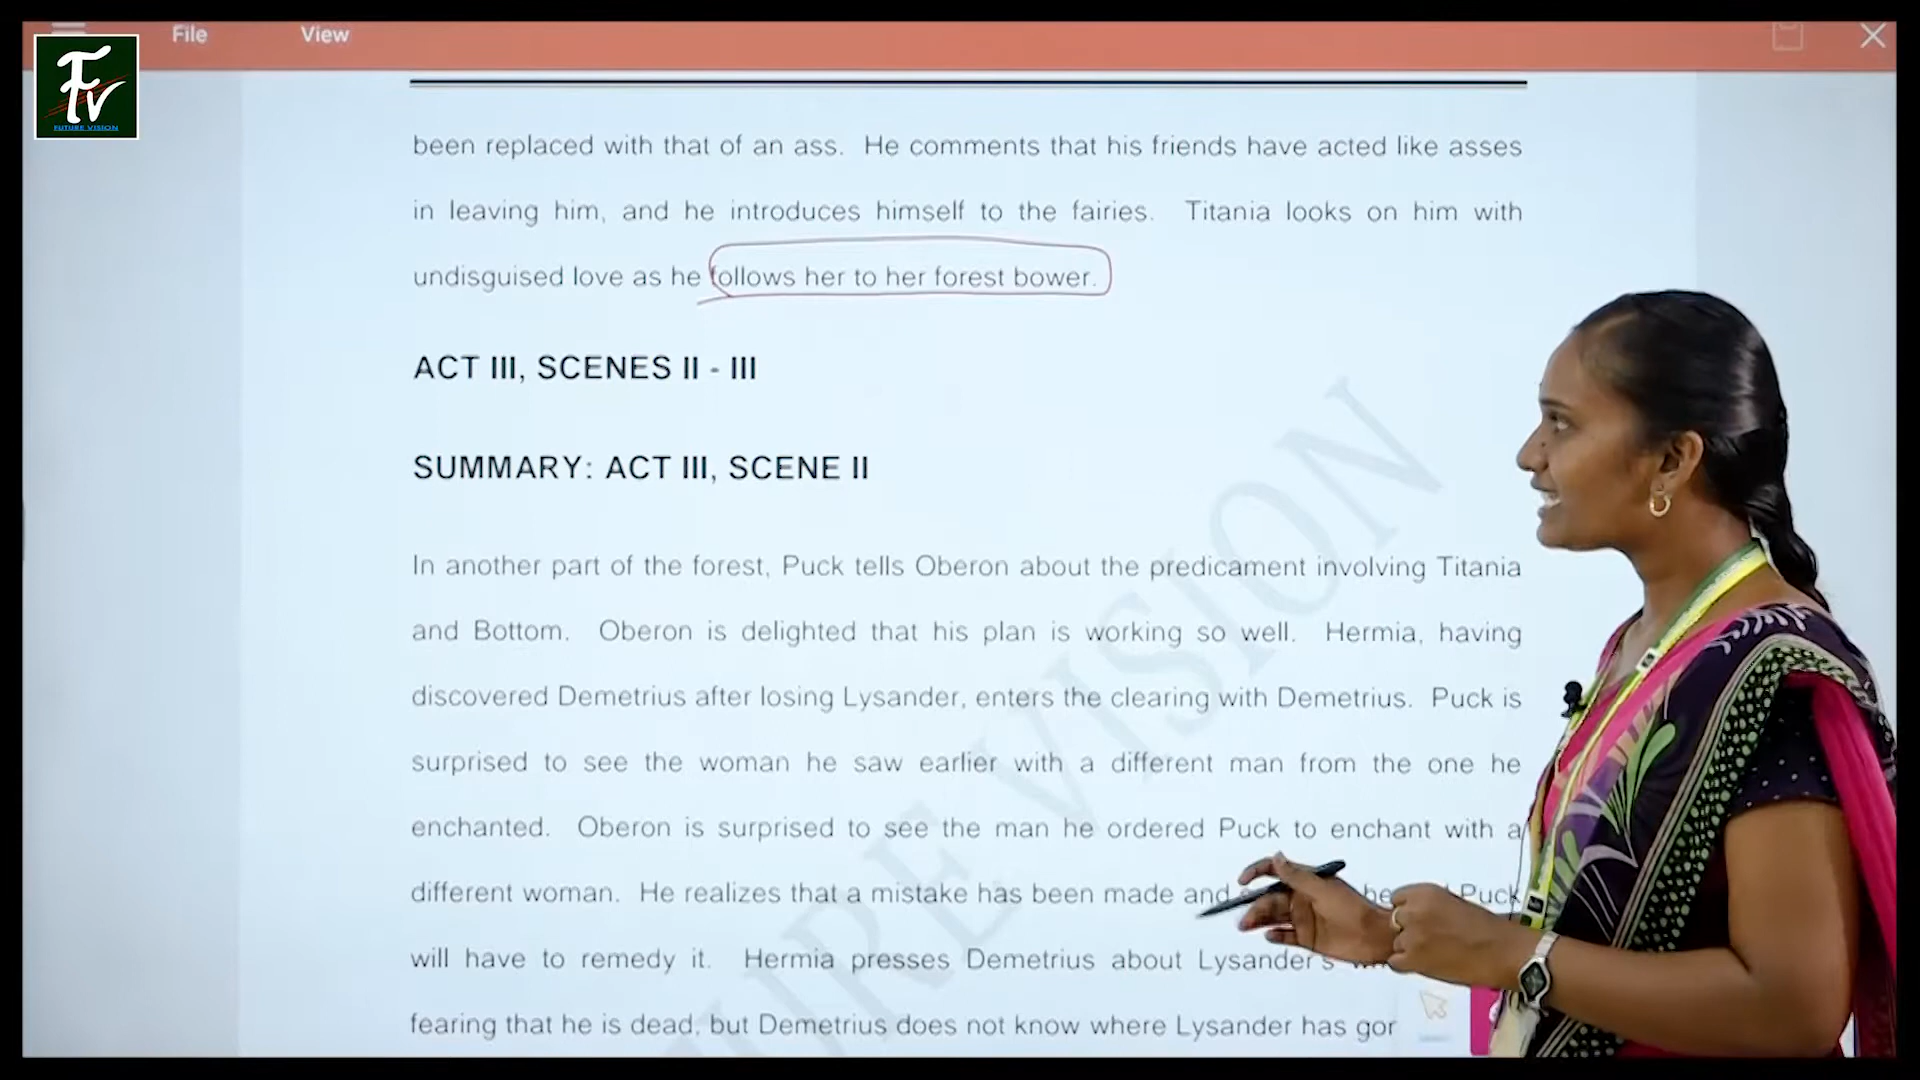 File View
FV
FUTURE VISION
been replaced with that of an ass. He comments that his friends have acted like asses
in leaving him, and he introduces himself to the fairies. Titania looks on him with
undisguised love as he follows her to her forest bower.
ACT III, SCENES II - III
SUMMARY: ACT III, SCENE II
In another part of the forest, Puck tells Oberon about the predicament involving Titania
and Bottom. Oberon is delighted that his plan is working so well. Hermia, having
discovered Demetrius after losing Lysander, enters the clearing with Demetrius. Puck is
surprised to see the woman he saw earlier with a different man from the one he
enchanted. Oberon is surprised to see the man he ordered Puck to enchant with a
different woman. He realizes that a mistake has been made and Puck
will have to remedy it. Hermia presses Demetrius about Lysander's
fearing that he is dead, but Demetrius does not know where Lysander has
URE VISION